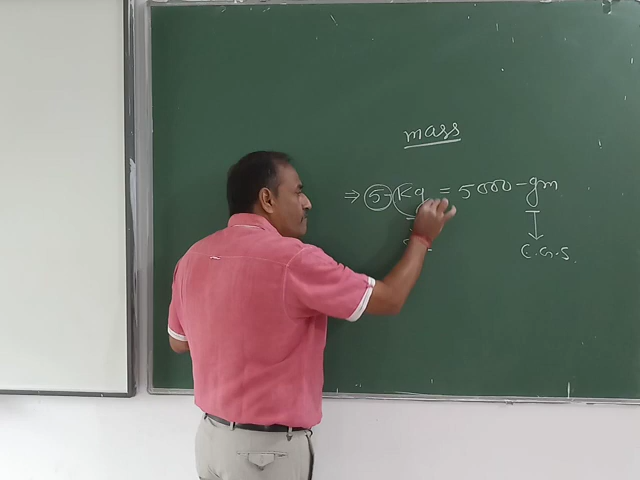 mass
⇒ 5-Kg = 5000-gm
C.G.S.